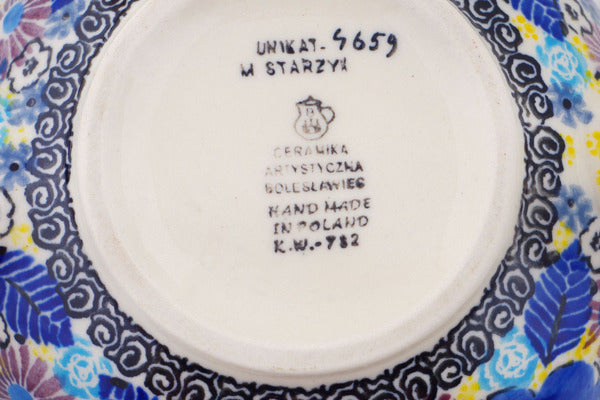 UNIKAT-4659
M STARZYK
CERAMIKA
ARTYSTYCZNA
BOLESŁAWIEC
HAND MADE
IN POLAND
K.W.-782